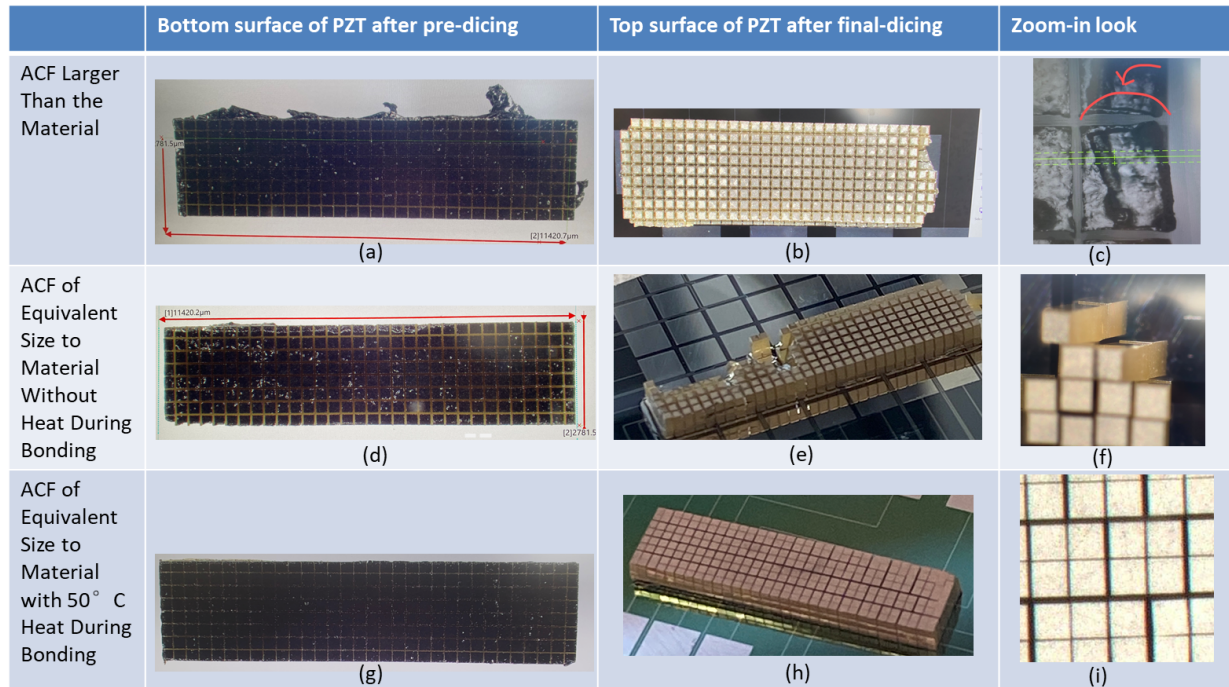 Bottom surface of PZT after pre-dicing
Top surface of PZT after final-dicing
Zoom-in look
ACF Larger
Than the
Material
781.5µm
[2]11420.7µm
(a)
(b)
(c)
ACF of
Equivalent
Size to
Material
Without
Heat During
Bonding
[1]11420.2µm
[2]2781.5
(d)
(e)
(f)
ACF of
Equivalent
Size to
Material
with 50° C
Heat During
Bonding
(g)
(h)
(i)